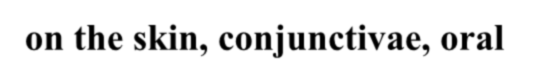 on the skin, conjunctivae, oral